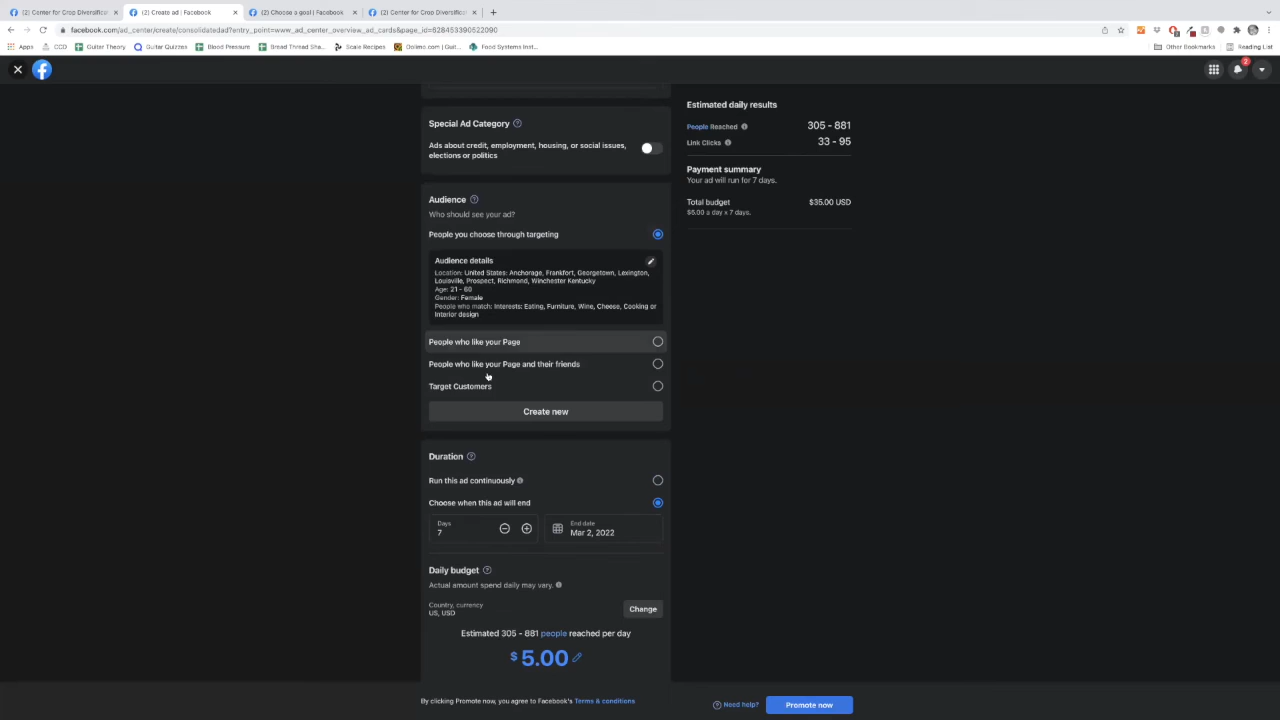 (2) Center for Crop Diversificat
(2) Create ad | Facebook
(2) Choose a goal | Facebook
(2) Center for Crop Diversificat
facebook.com/ad_center/create/consolidatedad?entry_point=www_ad_center_overview_ad_cards&page_id=628453390522090
Apps
CCD
Guitar Theory
Guitar Quizzes
Blood Pressure
Bread Thread Sha...
Scale Recipes
Dolimo.com | Guit...
Food Systems Inst...
Other Bookmarks
Reading List
2
Special Ad Category
Ads about credit, employment, housing, or social issues,
elections or politics
Audience
Who should see your ad?
People you choose through targeting
Audience details
Location: United States: Anchorage, Frankfort, Georgetown, Lexington,
Louisville, Prospect, Richmond, Winchester Kentucky
Age: 21 - 60
Gender: Female
People who match: Interests: Eating, Furniture, Wine, Cheese, Cooking or
Interior design
People who like your Page
People who like your Page and their friends
Target Customers
Create new
Duration
Run this ad continuously
Choose when this ad will end
Days
7
End date
Mar 2, 2022
Daily budget
Actual amount spend daily may vary.
Country, currency
US, USD
Change
Estimated 305 - 881 people reached per day
$ 5.00
By clicking Promote now, you agree to Facebook's Terms & conditions
Estimated daily results
People Reached 305 - 881
Link Clicks 33 - 95
Payment summary
Your ad will run for 7 days.
Total budget $35.00 USD
$5.00 a day x 7 days.
Need help?
Promote now